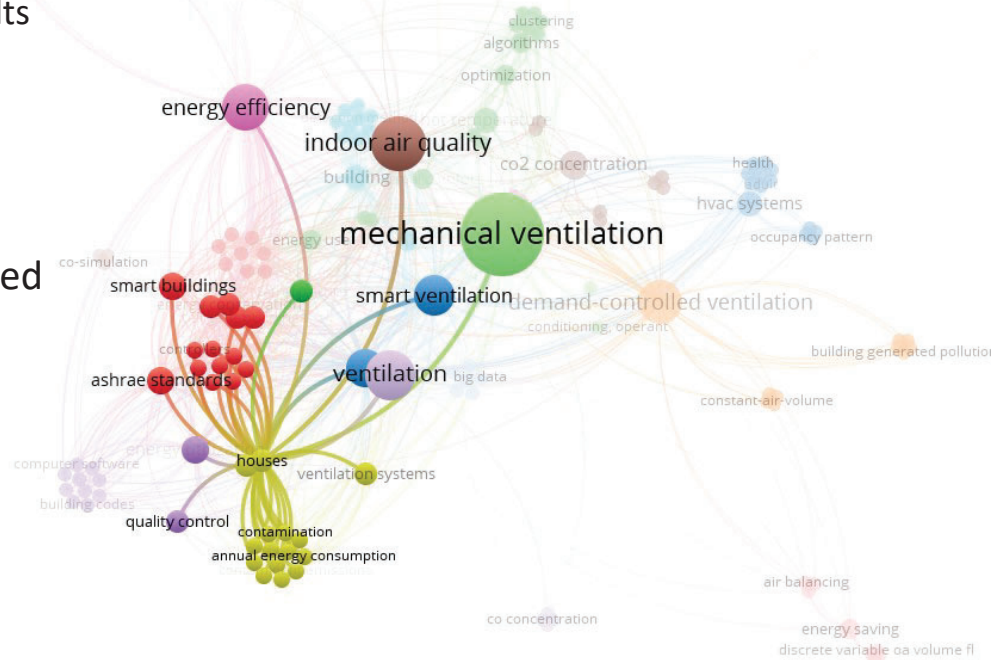 lts
clustering
algorithms
optimization
energy efficiency
indoor air quality
co2 concentration
health
building
hvac systems
mechanical ventilation
occupancy pattern
energy use
co-simulation
ed
smart buildings
smart ventilation
demand-controlled ventilation
conditioning, operant
controllers
building generated pollution
ventilation
big data
ashrae standards
constant-air-volume
energy
houses
computer software
ventilation systems
building codes
quality control
contamination
annual energy consumption
air balancing
co concentration
energy saving
discrete variable oa volume fl